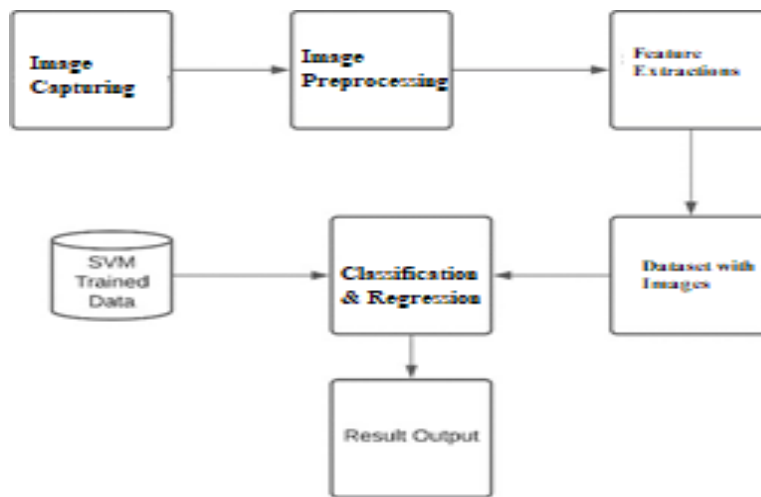 Image
Capturing
Image
Preprocessing
Feature
Extractions
SVM
Trained
Data
Classification
& Regression
Dataset with
Images
Result Output